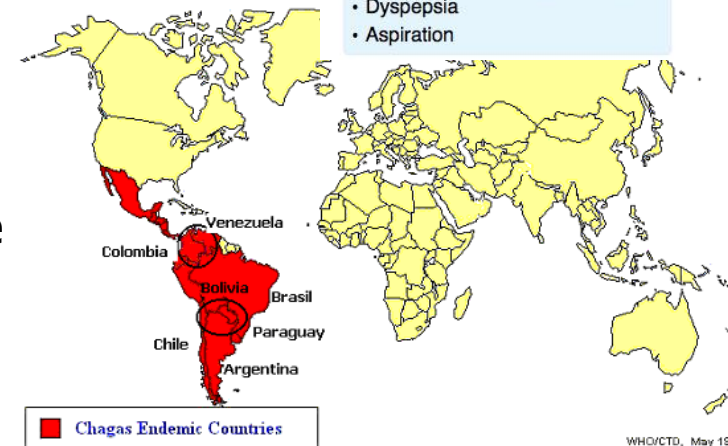 • Dyspepsia
• Aspiration
Venezuela
Colombia
Bolivia
Brasil
Paraguay
Chile
Argentina
Chagas Endemic Countries
WHO/CTD, May